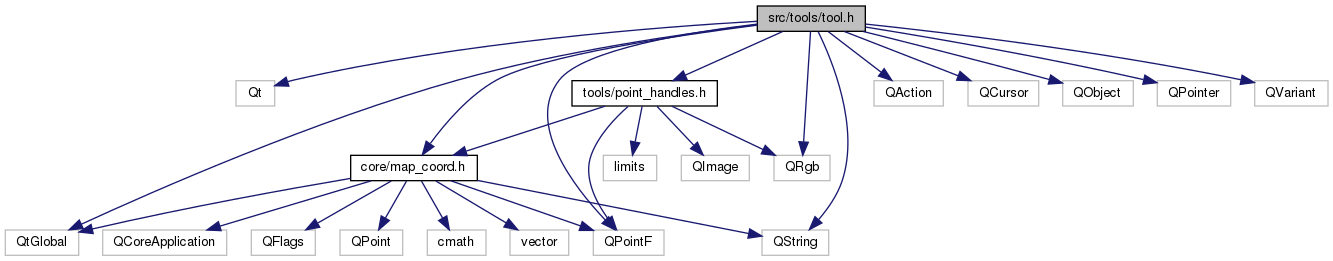 src/tools/tool.h
Qt
tools/point_handles.h
QAction
QCursor
QObject
QPointer
QVariant
core/map_coord.h
limits
QImage
QRgb
QtGlobal
QCoreApplication
QFlags
QPoint
cmath
vector
QPointF
QString